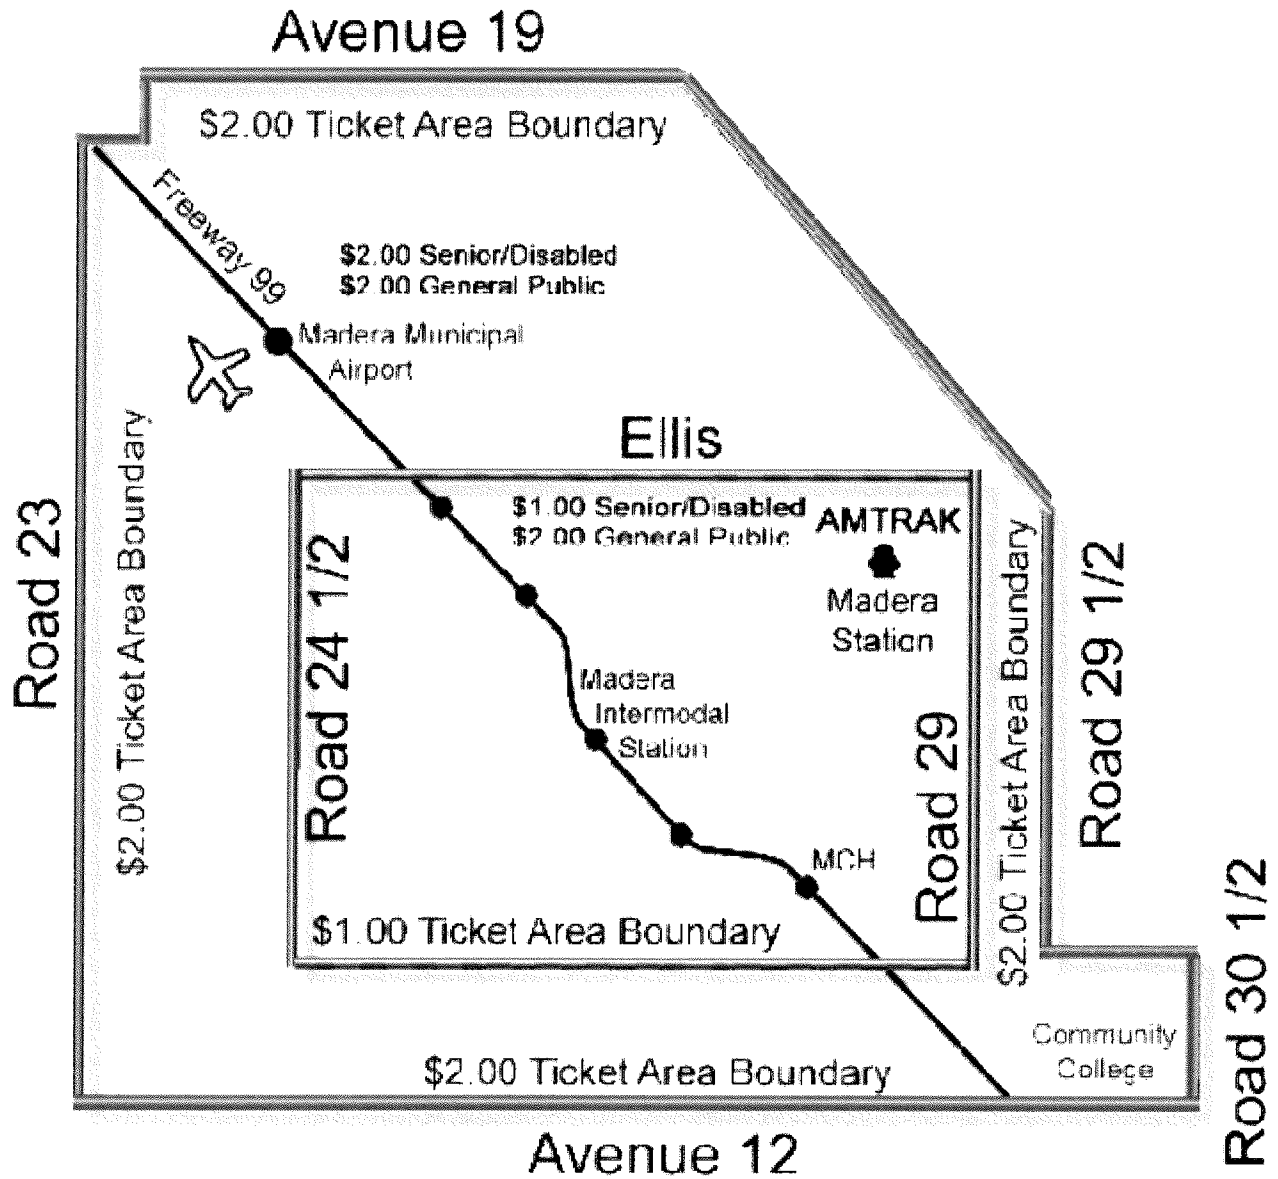 Avenue 19
$2.00 Ticket Area Boundary
Freeway 99
$2.00 Senior/Disabled
$2.00 General Public
Madera Municipal
Airport
Ellis
$1.00 Senior/Disabled
$2.00 General Public
AMTRAK
Madera
Station
Road 23
$2.00 Ticket Area Boundary
Road 24 1/2
Madera
Intermodal
Station
Road 29
$2.00 Ticket Area Boundary
Road 29 1/2
MCH
$1.00 Ticket Area Boundary
Community
College
Road 30 1/2
$2.00 Ticket Area Boundary
Avenue 12